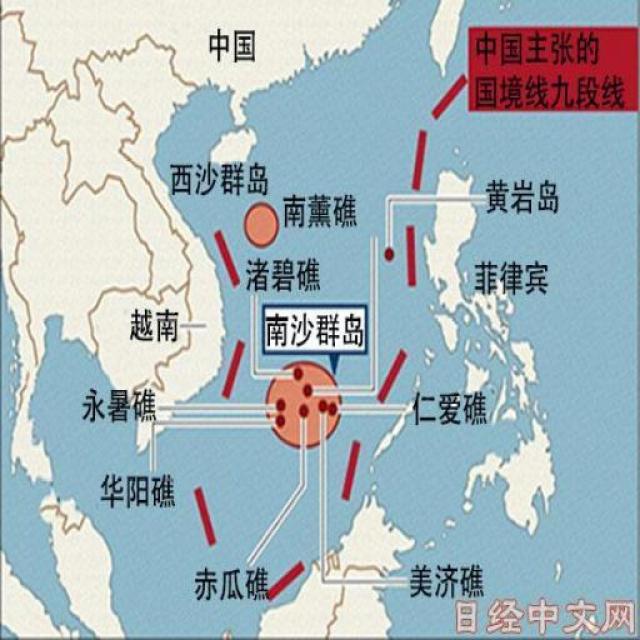 中国
中国主张的
国境线九段线
西沙群岛
南薰礁
黄岩岛
渚碧礁
菲律宾
越南
南沙群岛
永暑礁
仁爱礁
华阳礁
赤瓜礁
美济礁
日经中文网